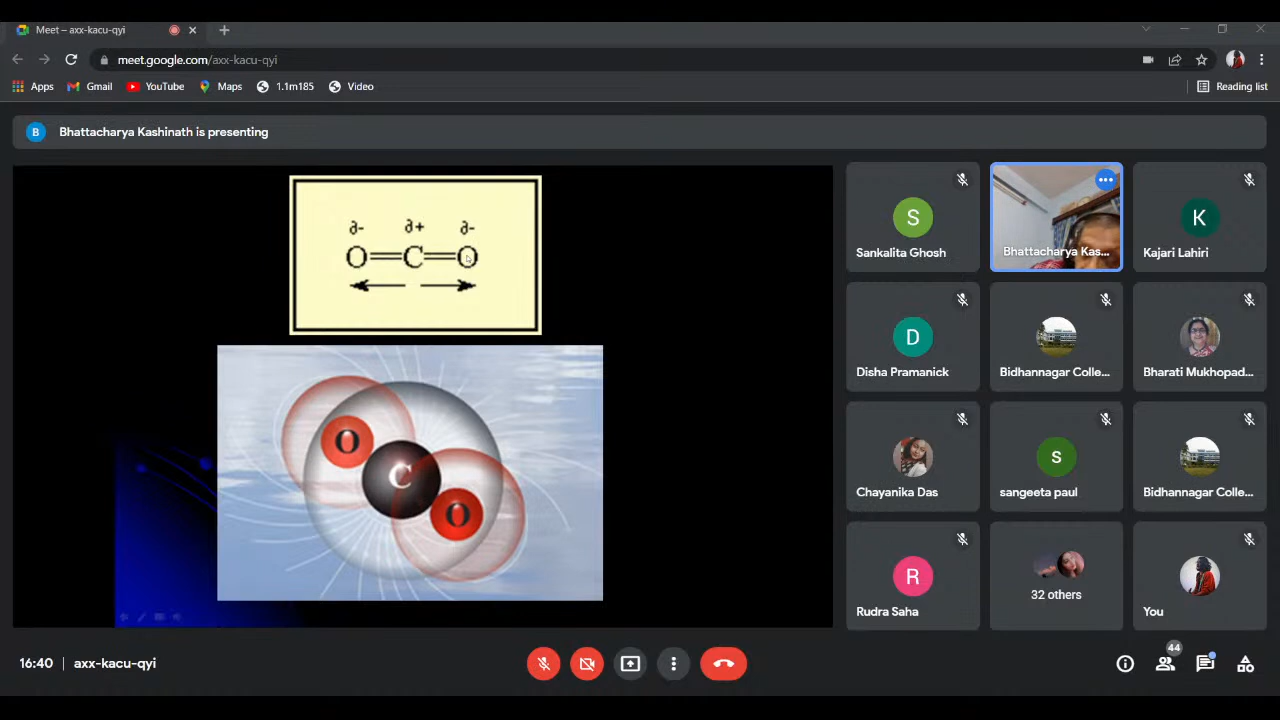 Meet – axx-kacu-qyi
meet.google.com/axx-kacu-qyi
Apps Gmail YouTube Maps 1.1m185 Video Reading list
B Bhattacharya Kashinath is presenting
∂- ∂+ ∂-
O=C=O
O
C
O
S
Sankalita Ghosh
Bhattacharya Kas...
K
Kajari Lahiri
D
Disha Pramanick
Bidhannagar Colle...
Bharati Mukhopad...
Chayanika Das
s
sangeeta paul
Bidhannagar Colle...
R
Rudra Saha
32 others
You
16:40 | axx-kacu-qyi
44